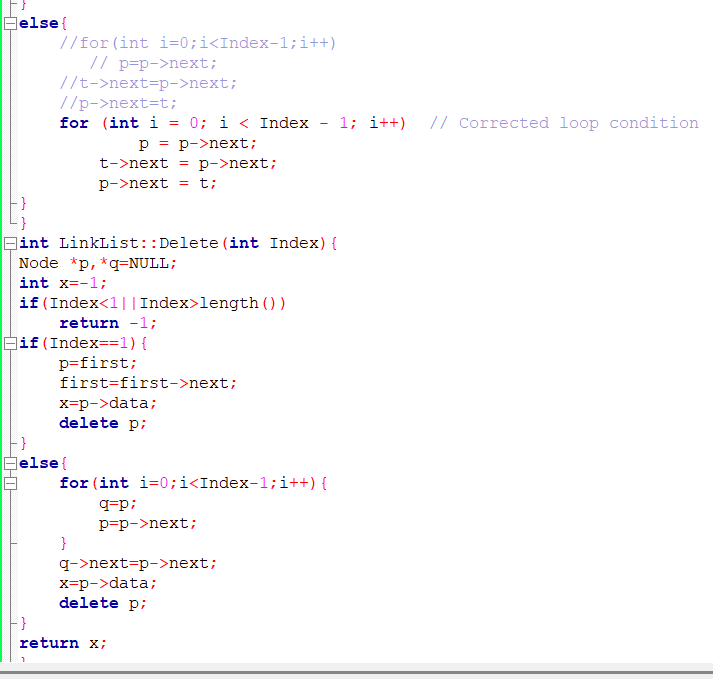 }
else{
    //for(int i=0;i<Index-1;i++)
       // p=p->next;
    //t->next=p->next;
    //p->next=t;
    for (int i = 0; i < Index - 1; i++)  // Corrected loop condition
            p = p->next;
        t->next = p->next;
        p->next = t;
}
}
int LinkList::Delete(int Index){
Node *p,*q=NULL;
int x=-1;
if(Index<1||Index>length())
    return -1;
if(Index==1){
    p=first;
    first=first->next;
    x=p->data;
    delete p;
}
else{
    for(int i=0;i<Index-1;i++){
        q=p;
        p=p->next;
    }
    q->next=p->next;
    x=p->data;
    delete p;
}
return x;
}